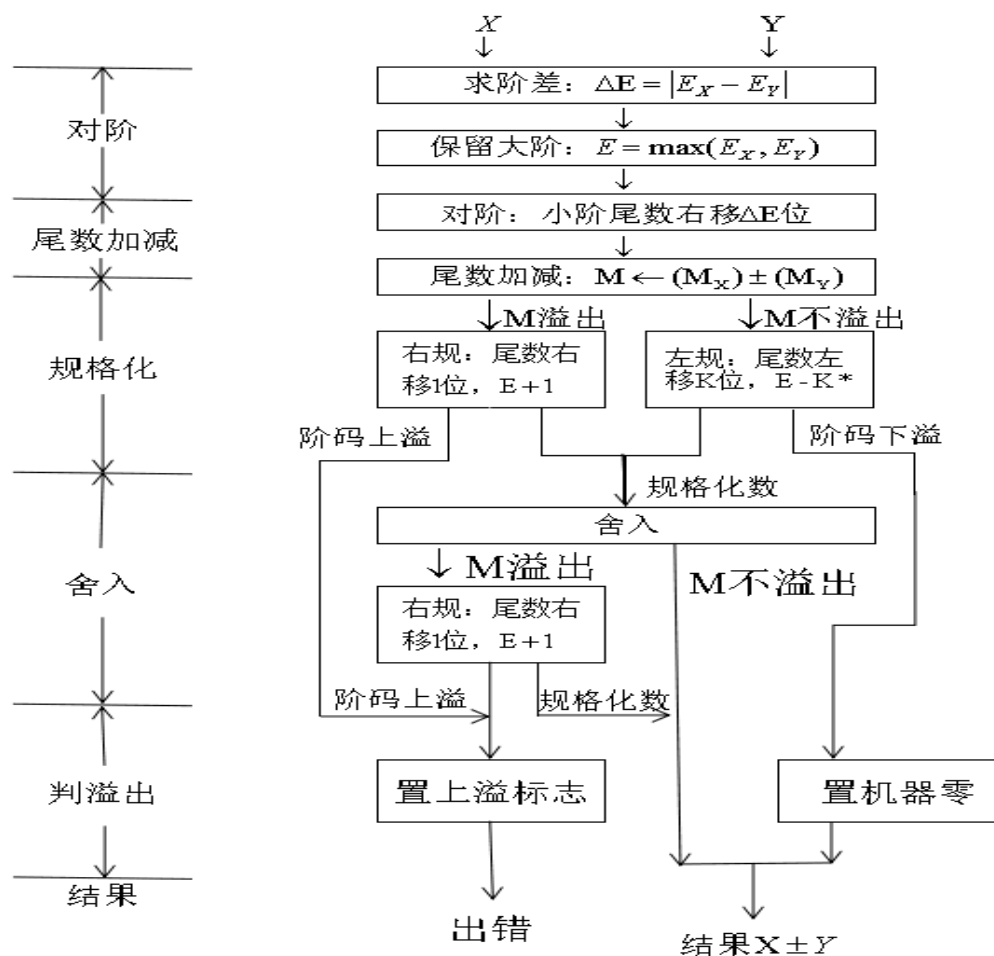 X Y
求阶差：ΔE = |E_X − E_Y|
对阶
保留大阶：E = max(E_X, E_Y)
对阶：小阶尾数右移ΔE位
尾数加减
尾数加减：M ← (M_X) ± (M_Y)
M溢出 M不溢出
规格化
右规：尾数右
移1位，E+1
左规：尾数左
移K位，E-K*
阶码上溢 阶码下溢
规格化数
舍入
舍入
M溢出 M不溢出
右规：尾数右
移1位，E+1
阶码上溢 规格化数
判溢出
置上溢标志 置机器零
结果
出错 结果X±Y